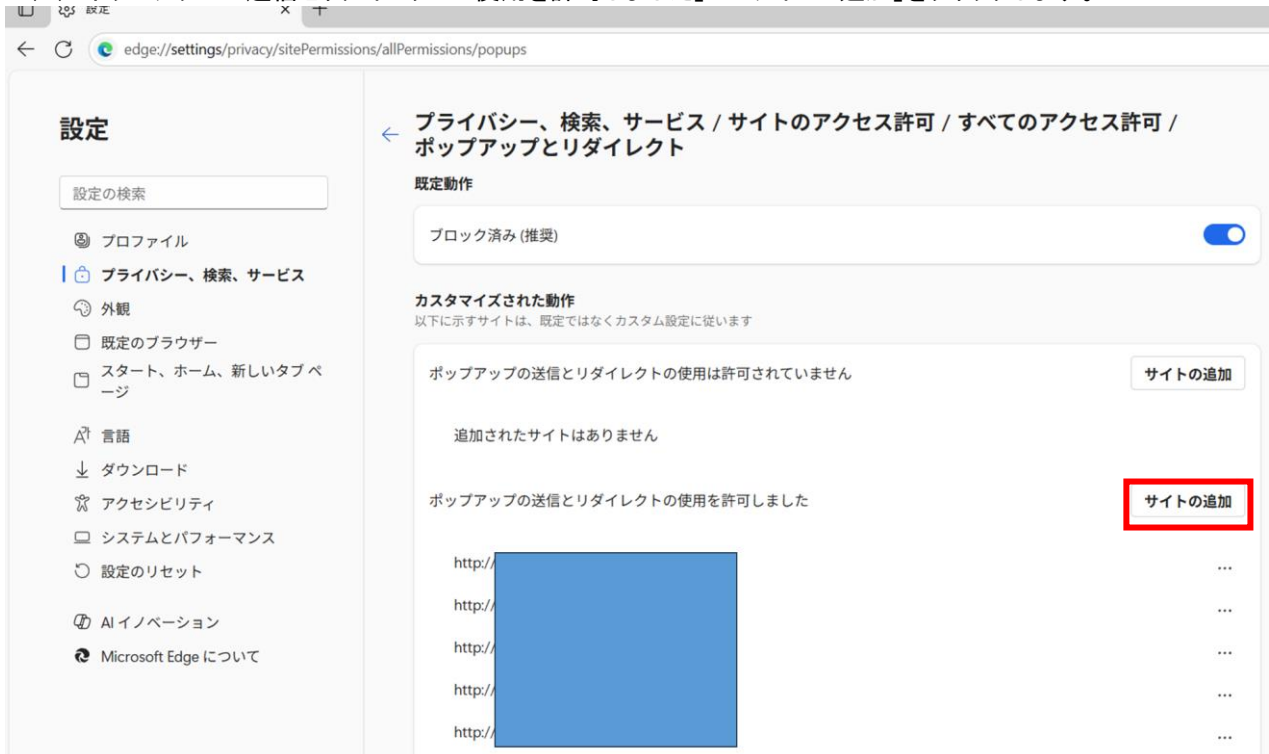 設定
edge://settings/privacy/sitePermissions/allPermissions/popups
設定
設定の検索
プロファイル
プライバシー、検索、サービス
外観
既定のブラウザー
スタート、ホーム、新しいタブ ペ
ージ
言語
ダウンロード
アクセシビリティ
システムとパフォーマンス
設定のリセット
AI イノベーション
Microsoft Edge について
プライバシー、検索、サービス / サイトのアクセス許可 / すべてのアクセス許可 /
ポップアップとリダイレクト
既定動作
ブロック済み (推奨)
カスタマイズされた動作
以下に示すサイトは、既定ではなくカスタム設定に従います
ポップアップの送信とリダイレクトの使用は許可されていません
サイトの追加
追加されたサイトはありません
ポップアップの送信とリダイレクトの使用を許可しました
サイトの追加
http://
http://
http://
http://
http://